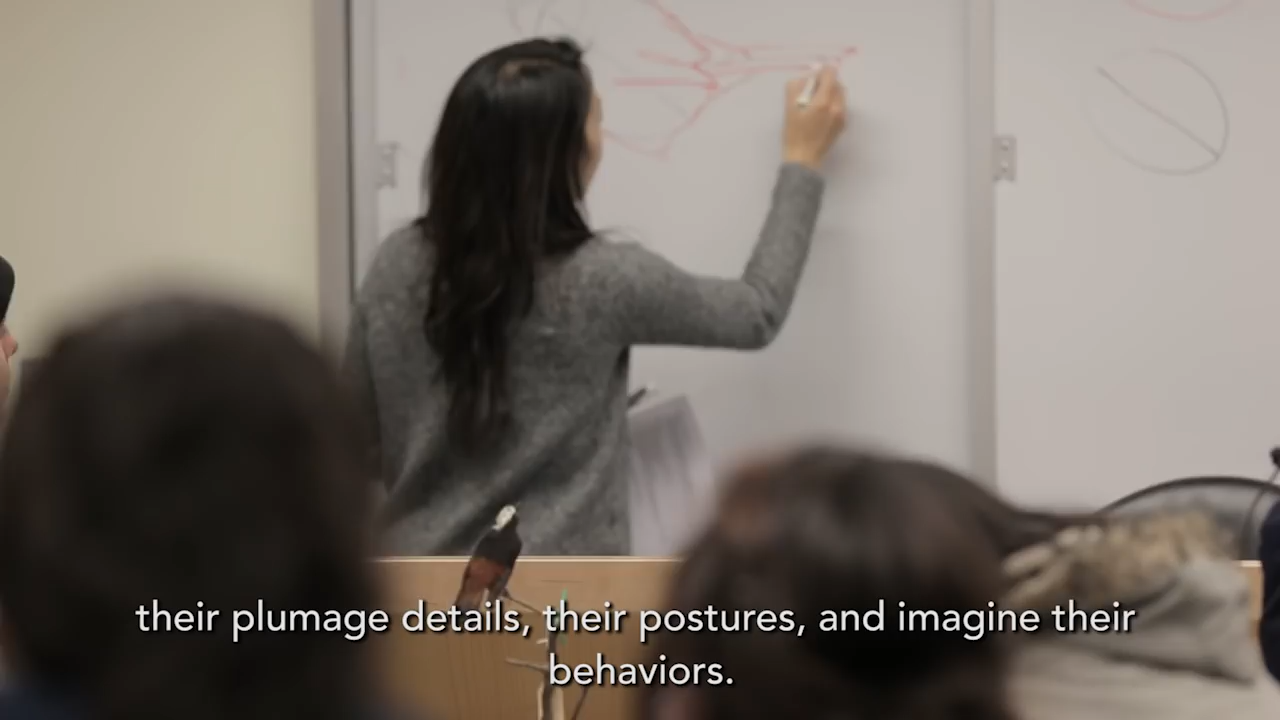 their plumage details, their postures, and imagine their
behaviors.